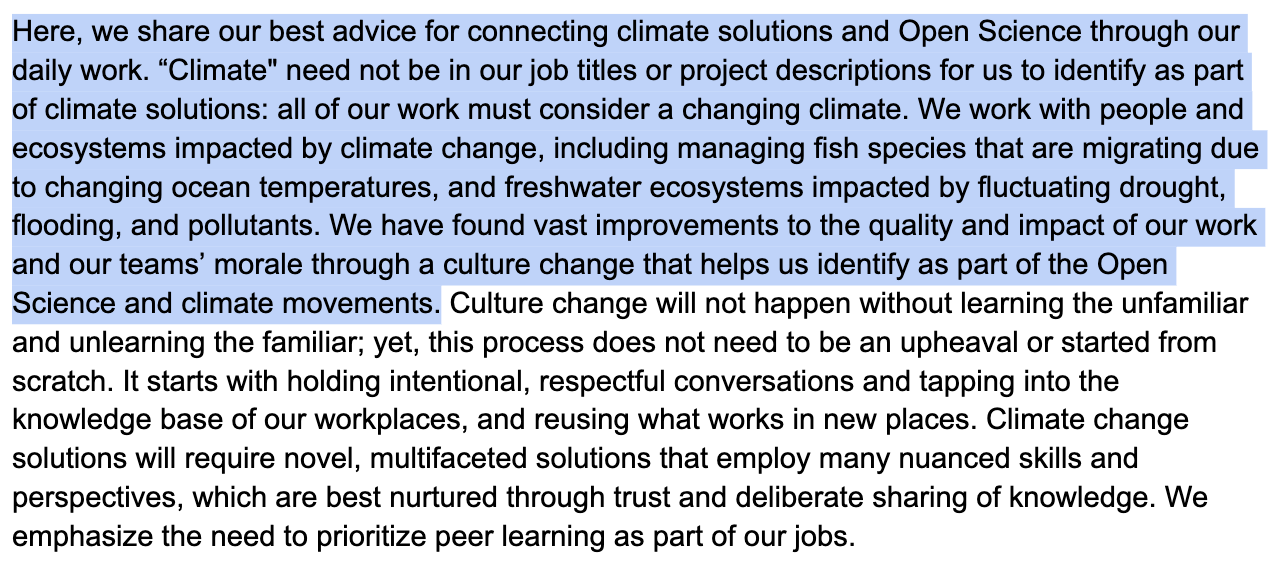 Here, we share our best advice for connecting climate solutions and Open Science through our
daily work. “Climate" need not be in our job titles or project descriptions for us to identify as part
of climate solutions: all of our work must consider a changing climate. We work with people and
ecosystems impacted by climate change, including managing fish species that are migrating due
to changing ocean temperatures, and freshwater ecosystems impacted by fluctuating drought,
flooding, and pollutants. We have found vast improvements to the quality and impact of our work
and our teams’ morale through a culture change that helps us identify as part of the Open
Science and climate movements. Culture change will not happen without learning the unfamiliar
and unlearning the familiar; yet, this process does not need to be an upheaval or started from
scratch. It starts with holding intentional, respectful conversations and tapping into the
knowledge base of our workplaces, and reusing what works in new places. Climate change
solutions will require novel, multifaceted solutions that employ many nuanced skills and
perspectives, which are best nurtured through trust and deliberate sharing of knowledge. We
emphasize the need to prioritize peer learning as part of our jobs.